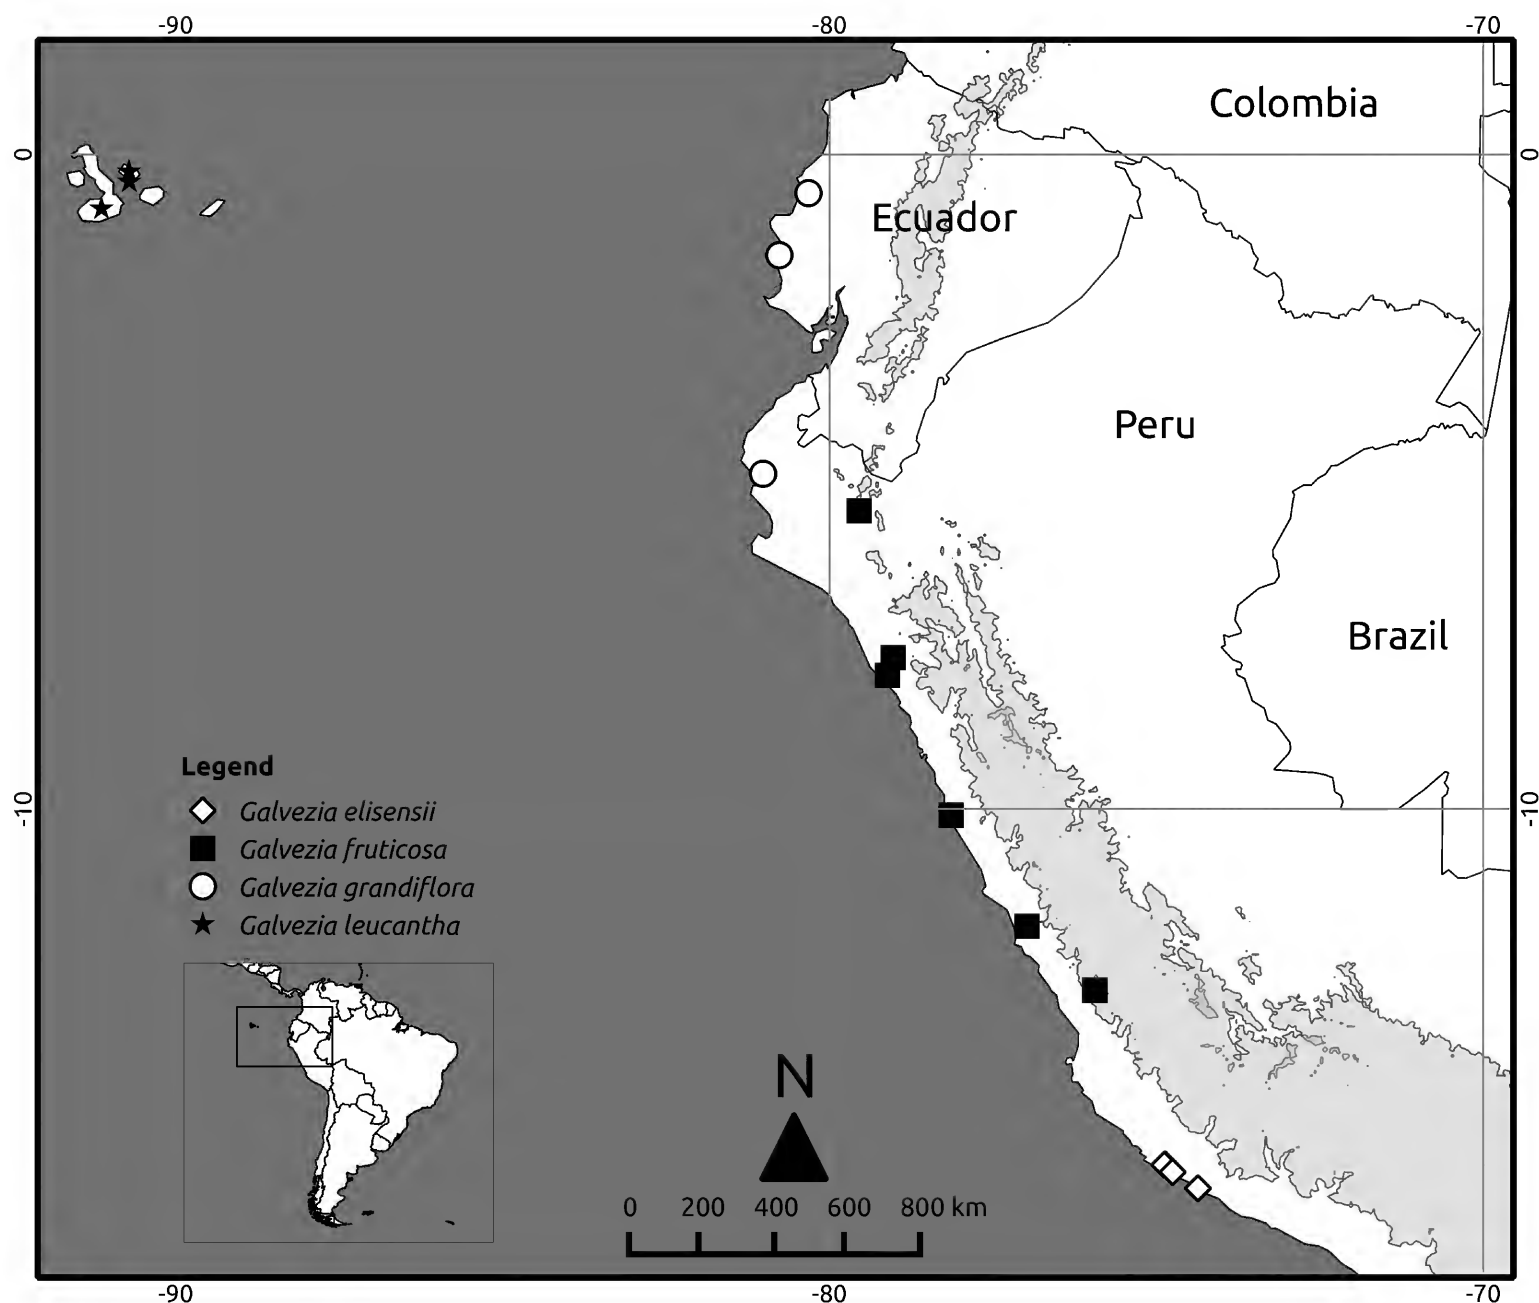 -90 -80 -70
Colombia
0 0
Ecuador
Peru
Brazil
Legend
-10 -10
Galvezia elisensii
Galvezia fruticosa
Galvezia grandiflora
Galvezia leucantha
N
0 200 400 600 800 km
-90 -80 -70